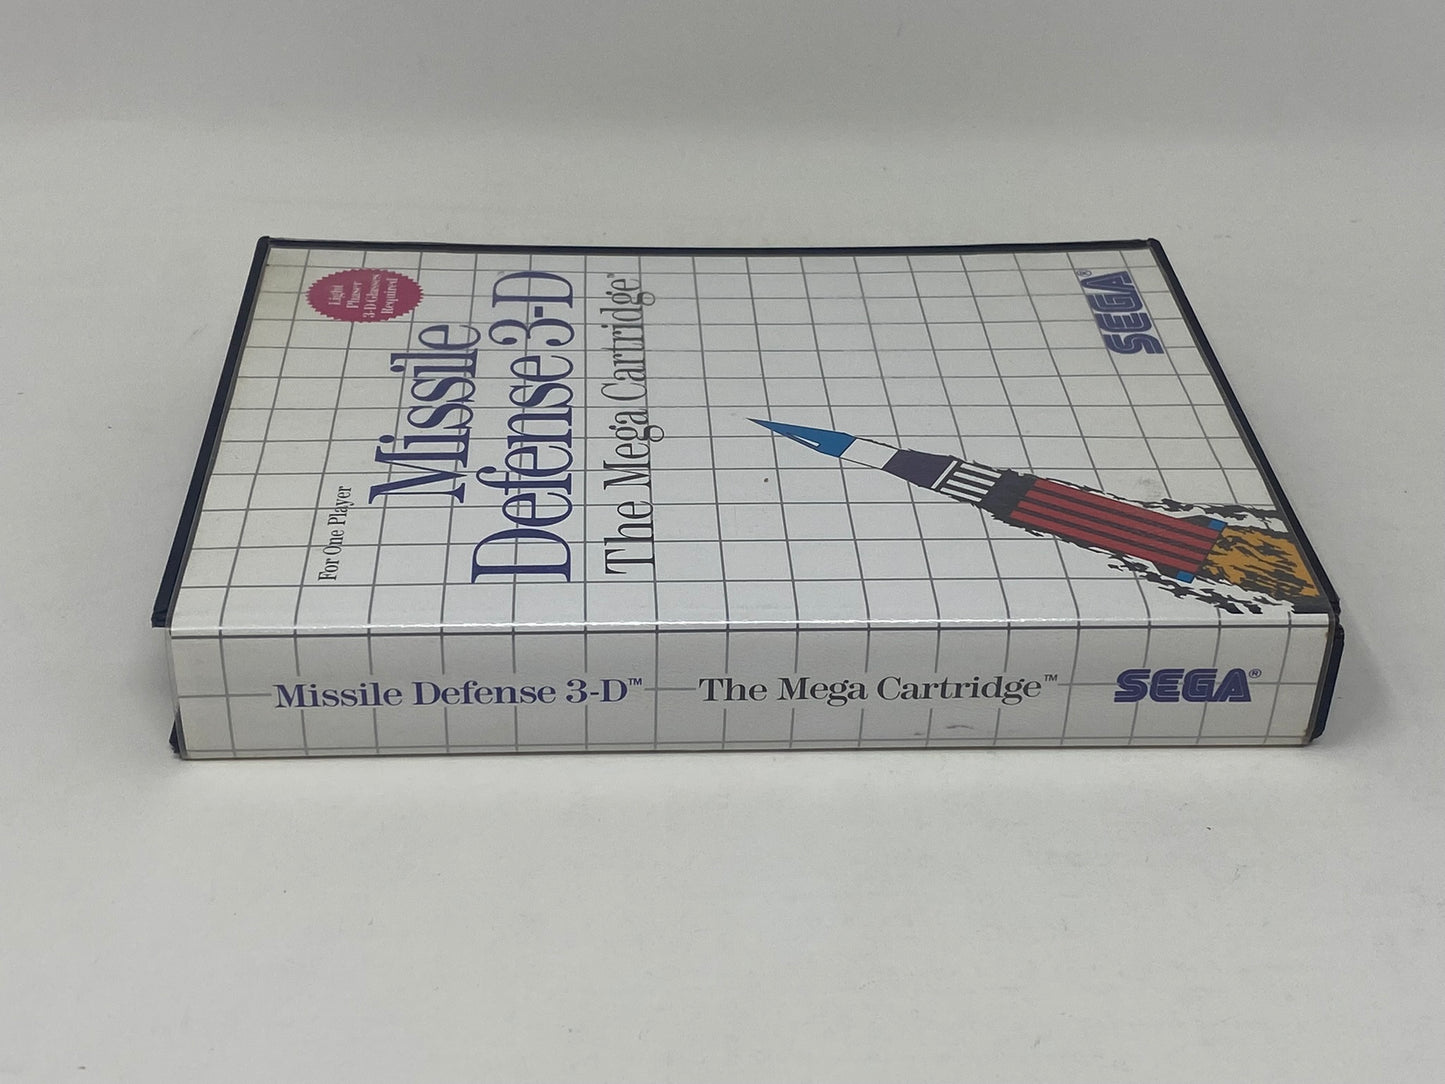 Light
Phaser
3-D Glasses
Required
For One Player
Missile
Defense 3-D
The Mega Cartridge™
SEGA®
Missile Defense 3-D™
The Mega Cartridge™
SEGA®